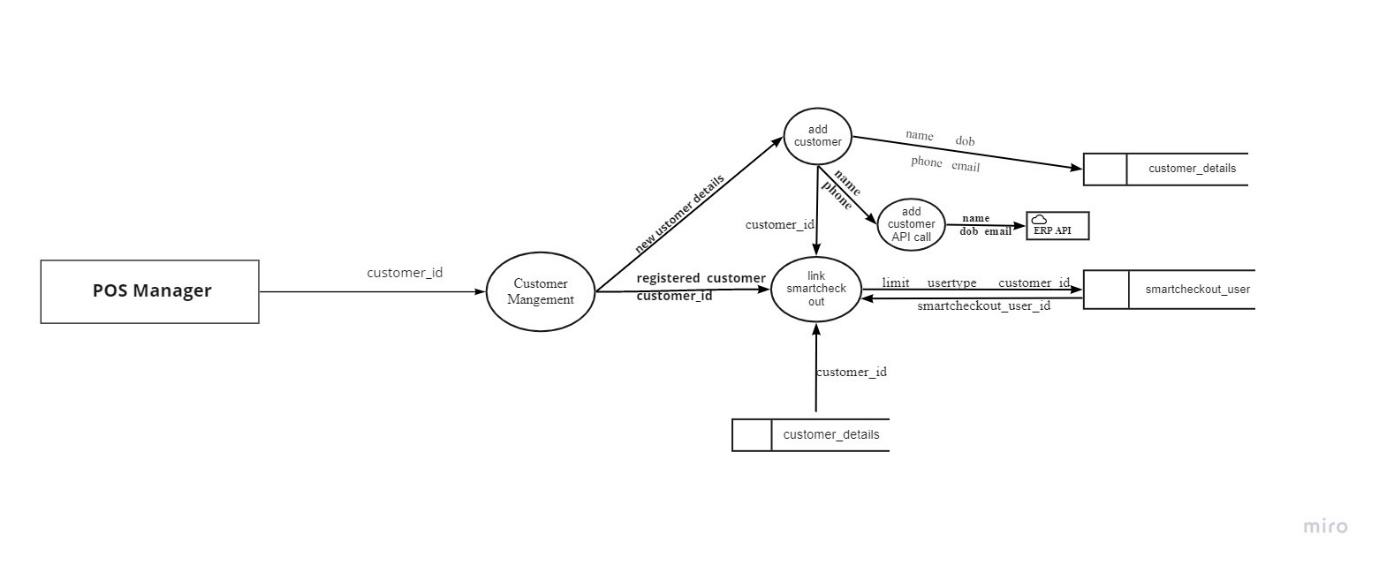 add
customer
name dob
phone email
customer_details
new ustomer details
name
phone
customer_id
add
customer
API call
name
dob email
ERP API
POS Manager
customer_id
Customer
Mangement
registered customer
customer_id
link
smartcheck
out
limit usertype customer_id
smartcheckout_user_id
smartcheckout_user
customer_id
customer_details
miro